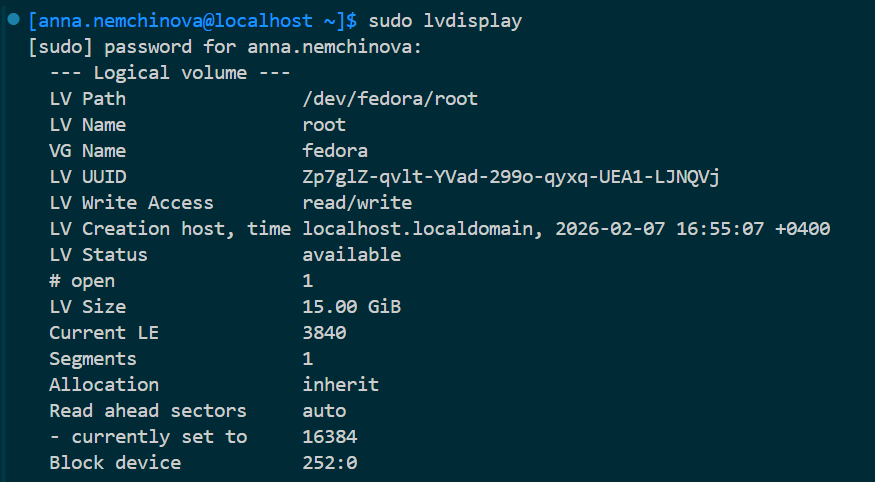 [anna.nemchinova@localhost ~]$ sudo lvdisplay
[sudo] password for anna.nemchinova:
  --- Logical volume ---
  LV Path                /dev/fedora/root
  LV Name                root
  VG Name                fedora
  LV UUID                Zp7glZ-qvlt-YVad-299o-qyxq-UEA1-LJNQVj
  LV Write Access        read/write
  LV Creation host, time localhost.localdomain, 2026-02-07 16:55:07 +0400
  LV Status              available
  # open                 1
  LV Size                15.00 GiB
  Current LE             3840
  Segments               1
  Allocation             inherit
  Read ahead sectors     auto
  - currently set to     16384
  Block device           252:0